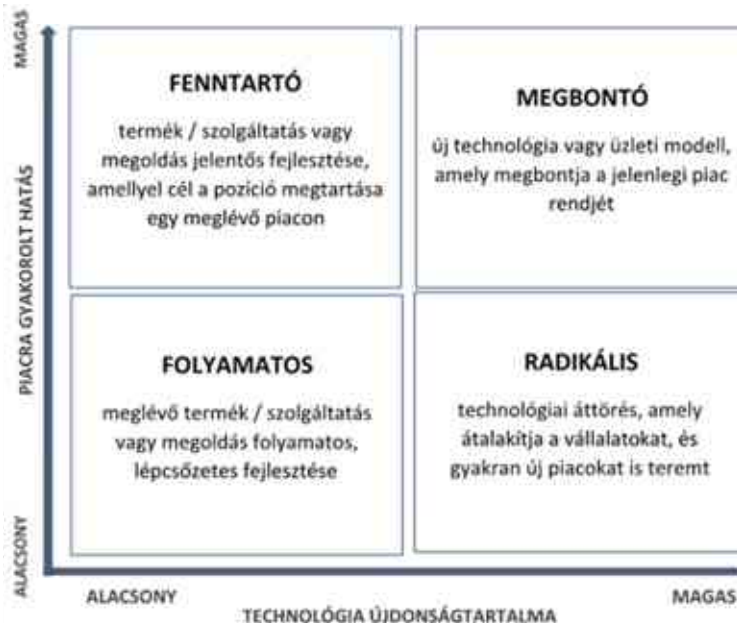 MAGAS
PIACRA GYAKOROLT HATÁS
ALACSONY
FENNTARTÓ
termék / szolgáltatás vagy
megoldás jelentős fejlesztése,
amellyel cél a pozíció megtartása
egy meglévő piacon
MEGBONTÓ
új technológia vagy üzleti modell,
amely megbontja a jelenlegi piac
rendjét
FOLYAMATOS
meglévő termék / szolgáltatás
vagy megoldás folyamatos,
lépcsőzetes fejlesztése
RADIKÁLIS
technológiai áttörés, amely
átalakítja a vállalatokat, és
gyakran új piacokat is teremt
ALACSONY
MAGAS
TECHNOLÓGIA ÚJDONSÁGTARTALMA